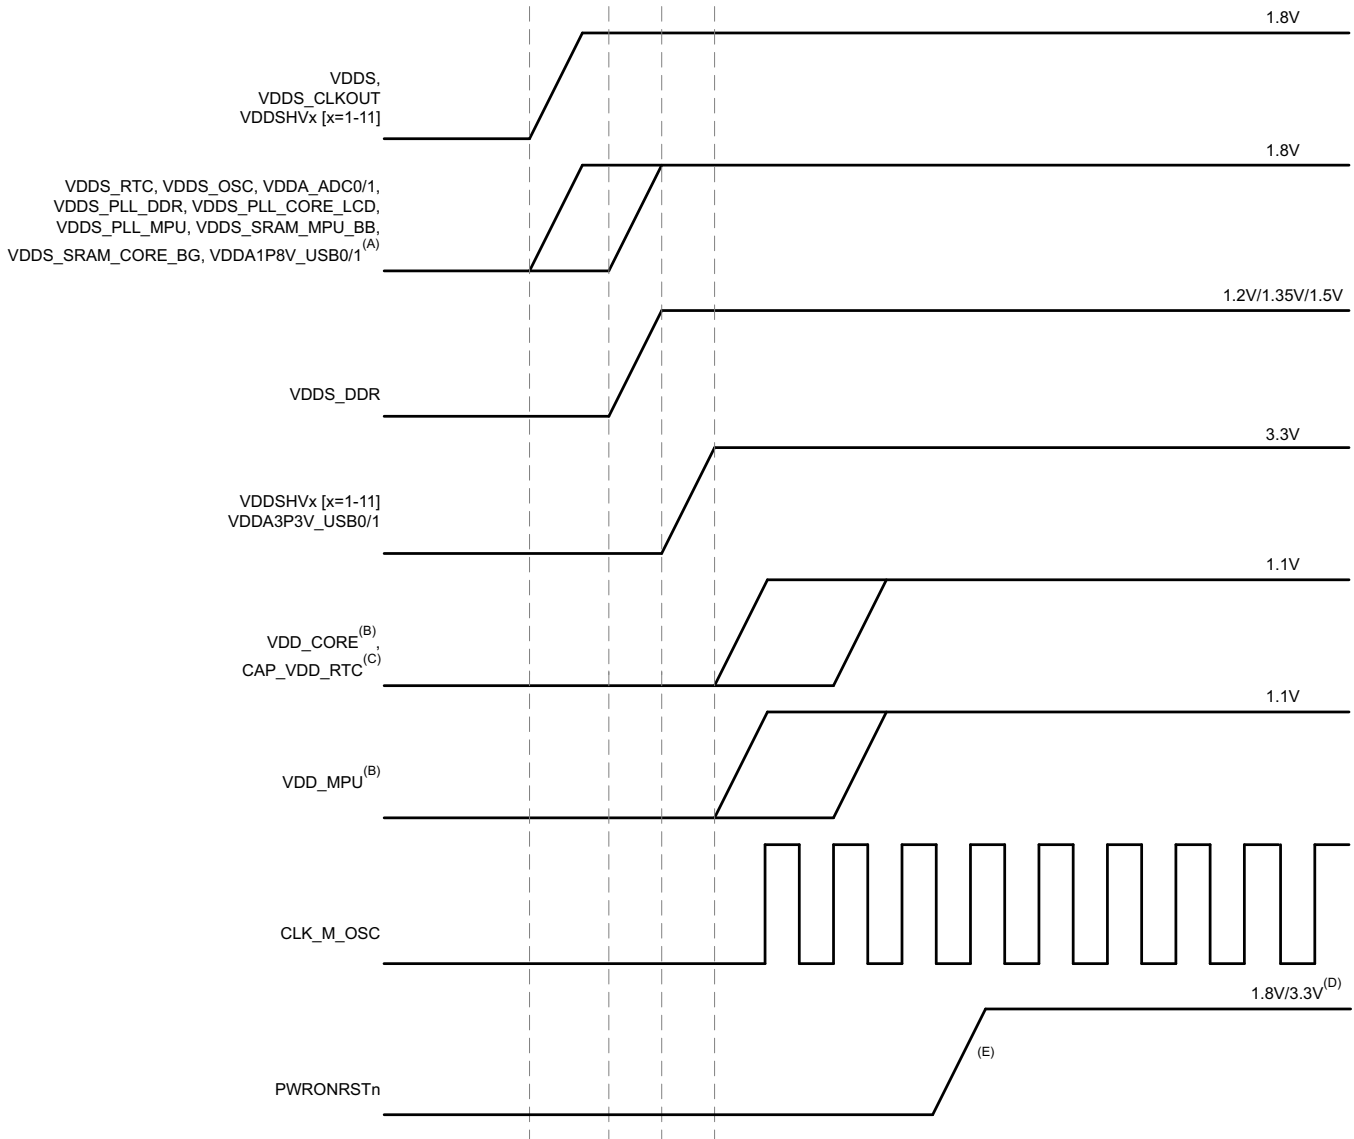 1.8V
VDDS,
VDDS_CLKOUT
VDDSHVx [x=1-11]
1.8V
VDDS_RTC, VDDS_OSC, VDDA_ADC0/1,
VDDS_PLL_DDR, VDDS_PLL_CORE_LCD,
VDDS_PLL_MPU, VDDS_SRAM_MPU_BB,
VDDS_SRAM_CORE_BG, VDDA1P8V_USB0/1(A)
1.2V/1.35V/1.5V
VDDS_DDR
3.3V
VDDSHVx [x=1-11]
VDDA3P3V_USB0/1
1.1V
VDD_CORE(B),
CAP_VDD_RTC(C)
1.1V
VDD_MPU(B)
CLK_M_OSC
1.8V/3.3V(D)
(E)
PWRONRSTn